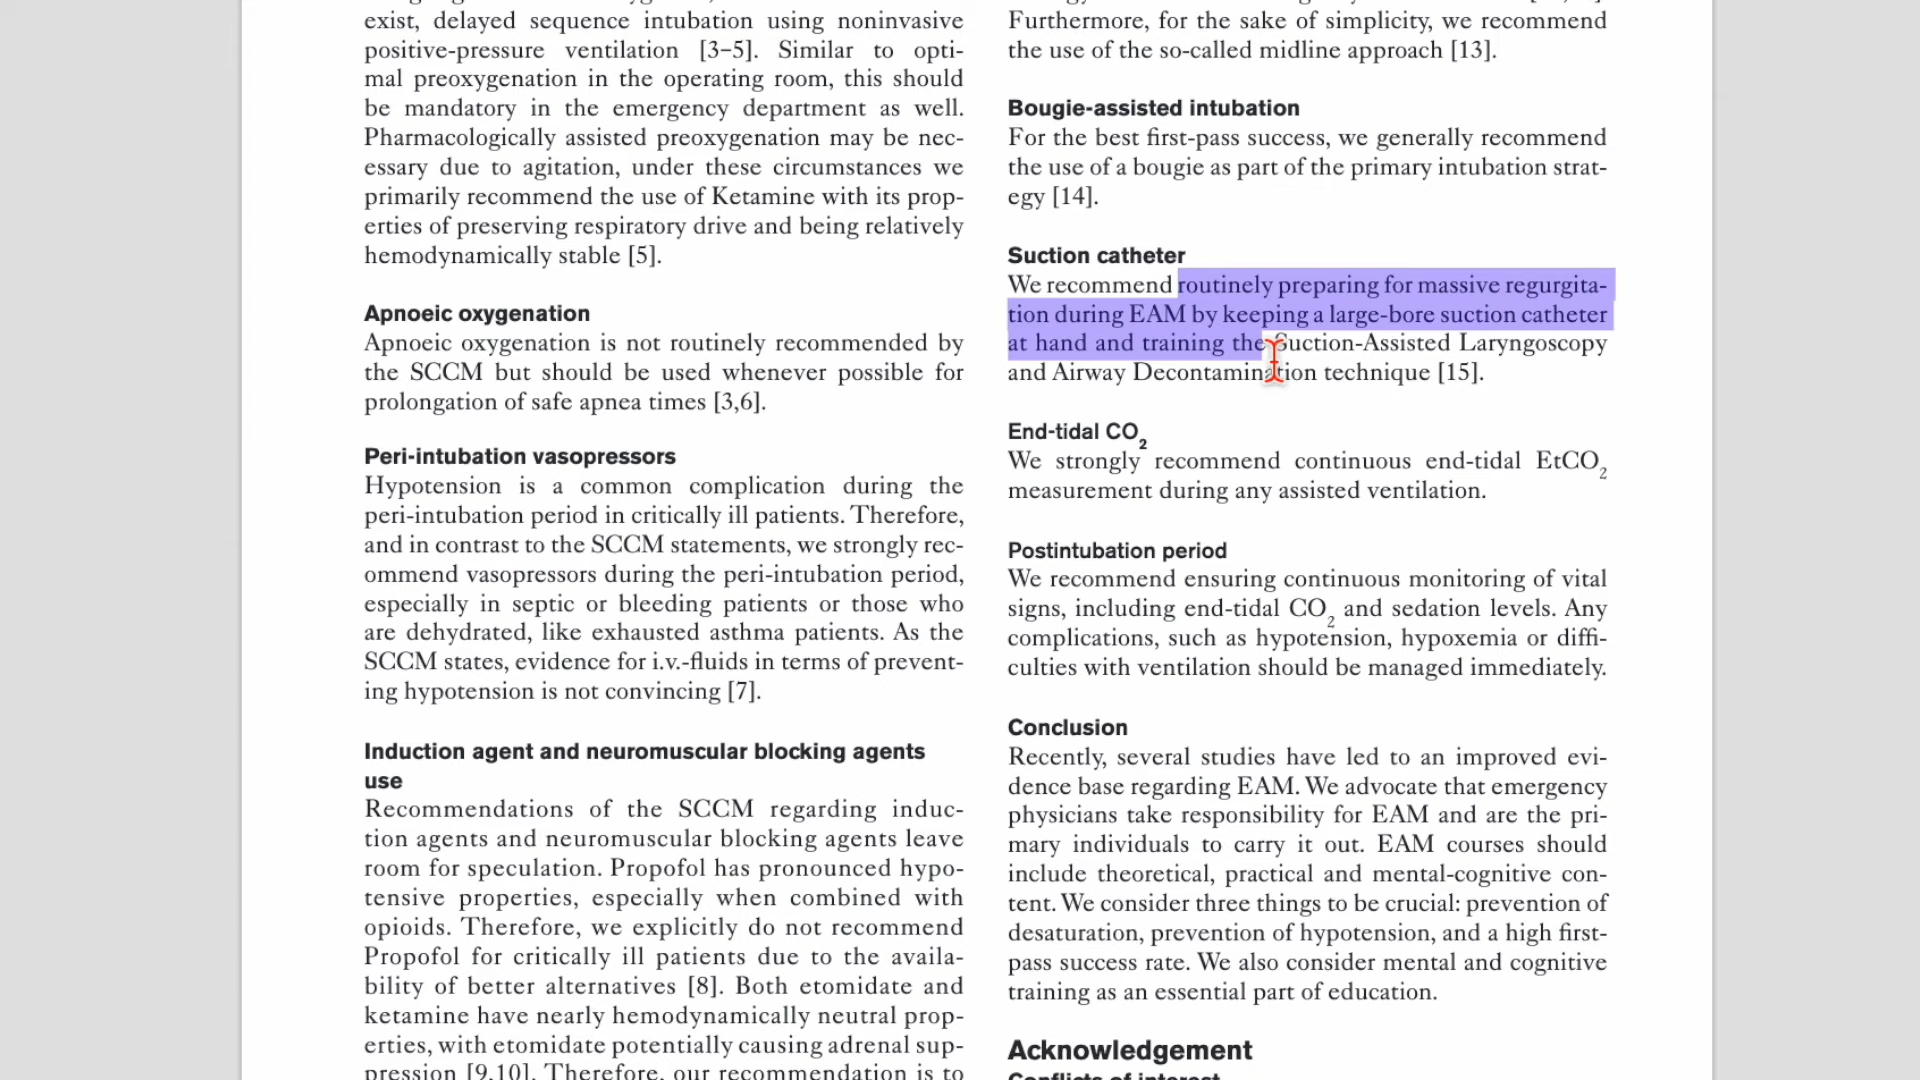 exist, delayed sequence intubation using noninvasive
positive-pressure ventilation [3–5]. Similar to opti-
mal preoxygenation in the operating room, this should
be mandatory in the emergency department as well.
Pharmacologically assisted preoxygenation may be nec-
essary due to agitation, under these circumstances we
primarily recommend the use of Ketamine with its prop-
erties of preserving respiratory drive and being relatively
hemodynamically stable [5].
Apnoeic oxygenation
Apnoeic oxygenation is not routinely recommended by
the SCCM but should be used whenever possible for
prolongation of safe apnea times [3,6].
Peri-intubation vasopressors
Hypotension is a common complication during the
peri-intubation period in critically ill patients. Therefore,
and in contrast to the SCCM statements, we strongly rec-
ommend vasopressors during the peri-intubation period,
especially in septic or bleeding patients or those who
are dehydrated, like exhausted asthma patients. As the
SCCM states, evidence for i.v.-fluids in terms of prevent-
ing hypotension is not convincing [7].
Induction agent and neuromuscular blocking agents
use
Recommendations of the SCCM regarding induc-
tion agents and neuromuscular blocking agents leave
room for speculation. Propofol has pronounced hypo-
tensive properties, especially when combined with
opioids. Therefore, we explicitly do not recommend
Propofol for critically ill patients due to the availa-
bility of better alternatives [8]. Both etomidate and
ketamine have nearly hemodynamically neutral prop-
erties, with etomidate potentially causing adrenal sup-
pression [9,10]. Therefore, our recommendation is to
Furthermore, for the sake of simplicity, we recommend
the use of the so-called midline approach [13].
Bougie-assisted intubation
For the best first-pass success, we generally recommend
the use of a bougie as part of the primary intubation strat-
egy [14].
Suction catheter
We recommend routinely preparing for massive regurgita-
tion during EAM by keeping a large-bore suction catheter
at hand and training the Suction-Assisted Laryngoscopy
and Airway Decontamination technique [15].
End-tidal CO2
We strongly recommend continuous end-tidal EtCO2
measurement during any assisted ventilation.
Postintubation period
We recommend ensuring continuous monitoring of vital
signs, including end-tidal CO2 and sedation levels. Any
complications, such as hypotension, hypoxemia or diffi-
culties with ventilation should be managed immediately.
Conclusion
Recently, several studies have led to an improved evi-
dence base regarding EAM. We advocate that emergency
physicians take responsibility for EAM and are the pri-
mary individuals to carry it out. EAM courses should
include theoretical, practical and mental-cognitive con-
tent. We consider three things to be crucial: prevention of
desaturation, prevention of hypotension, and a high first-
pass success rate. We also consider mental and cognitive
training as an essential part of education.
Acknowledgement
Conflicts of interest